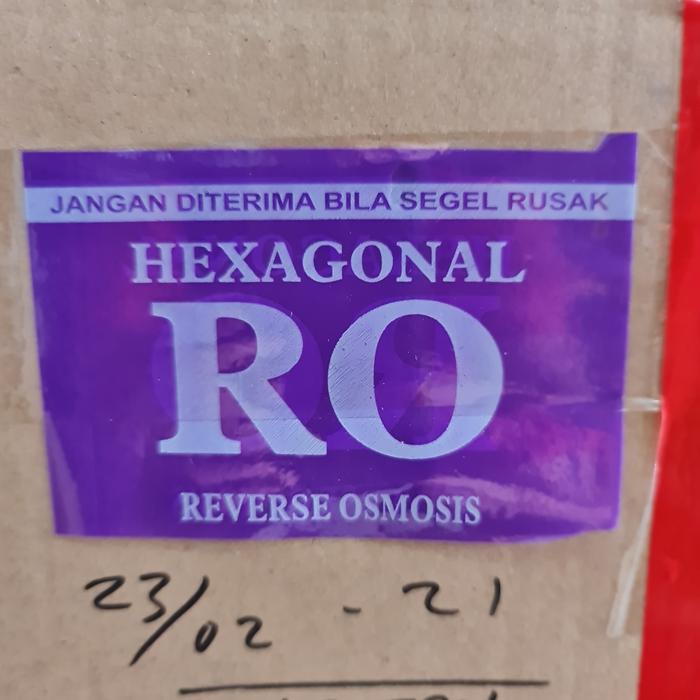 JANGAN DITERIMA BILA SEGEL RUSAK
HEXAGONAL
RO
REVERSE OSMOSIS
23/02 - 21